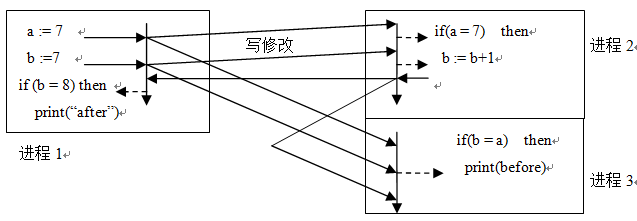 a := 7
b :=7
if (b = 8) then
print(“after”)
进程 1
写修改
if(a = 7) then
b := b+1
进程 2
if(b = a) then
print(before)
进程 3